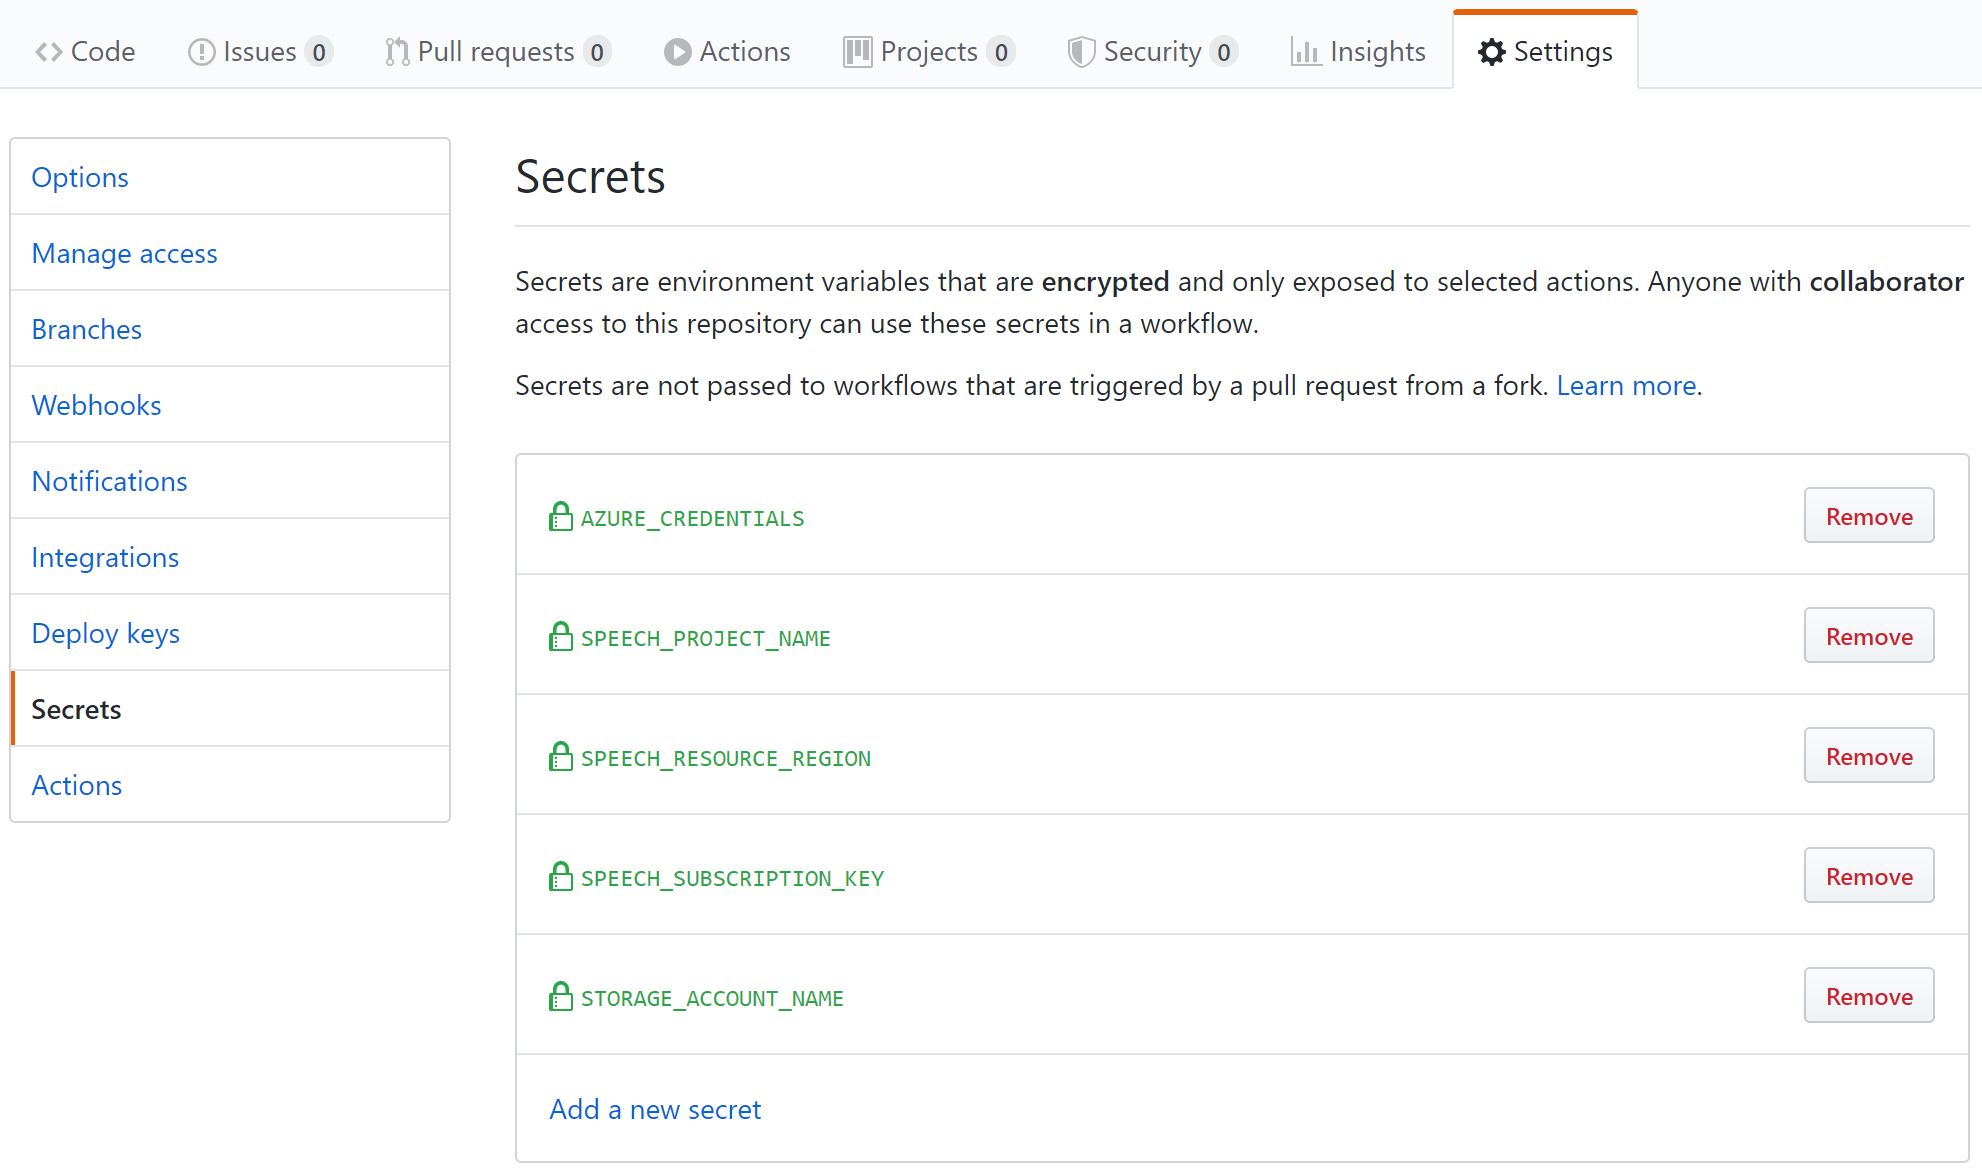 Code Issues 0 Pull requests 0 Actions Projects 0 Security 0 Insights Settings
Options
Manage access
Branches
Webhooks
Notifications
Integrations
Deploy keys
Secrets
Actions
Secrets
Secrets are environment variables that are encrypted and only exposed to selected actions. Anyone with collaborator
access to this repository can use these secrets in a workflow.
Secrets are not passed to workflows that are triggered by a pull request from a fork. Learn more.
AZURE_CREDENTIALS Remove
SPEECH_PROJECT_NAME Remove
SPEECH_RESOURCE_REGION Remove
SPEECH_SUBSCRIPTION_KEY Remove
STORAGE_ACCOUNT_NAME Remove
Add a new secret